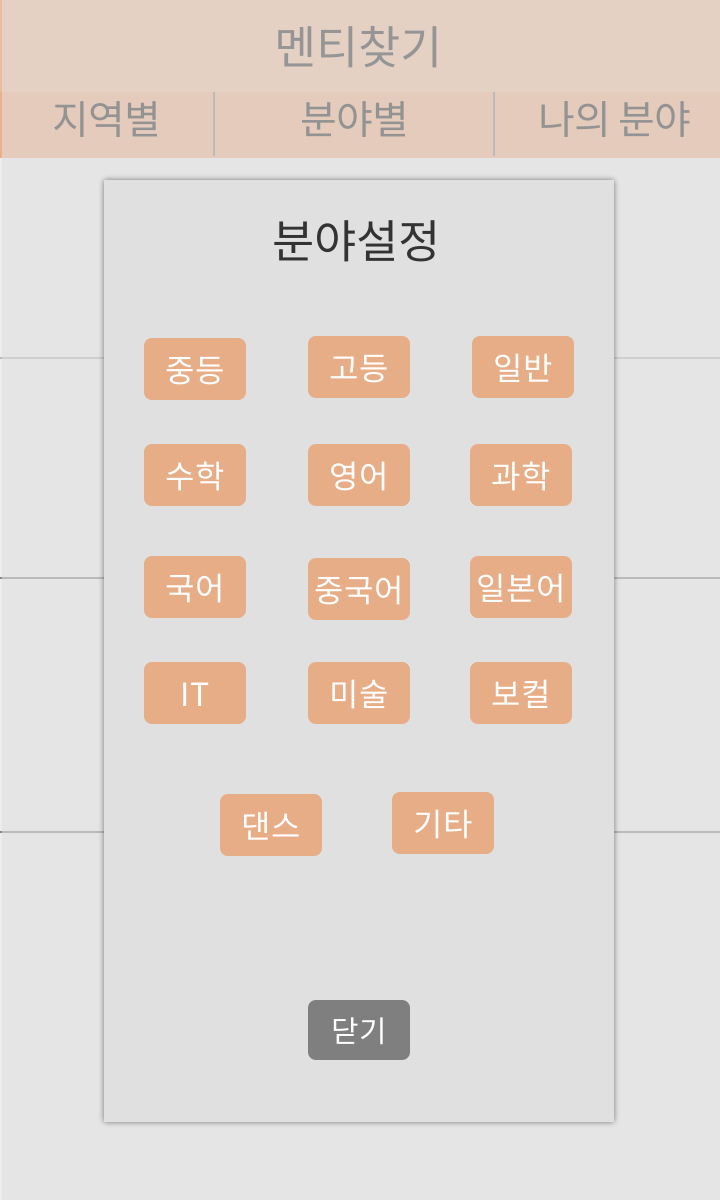 멘티찾기
지역별 분야별 나의 분야
분야설정
중등 고등 일반
수학 영어 과학
국어 중국어 일본어
IT 미술 보컬
댄스 기타
닫기